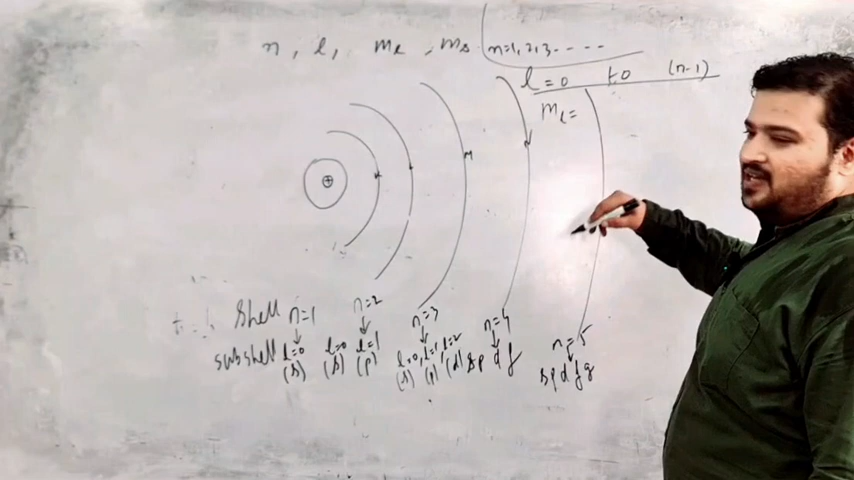 n, l, ml, ms n=1,2,3.....
l=0 to (n-1)
ml=
+
Shell n=1 n=2 n=3 n=4 n=5
subshell l=0 l=0 l=1 l=0, l=1, l=2 s p d f s p d f g
(s) (s) (p) (s) (p) (d)